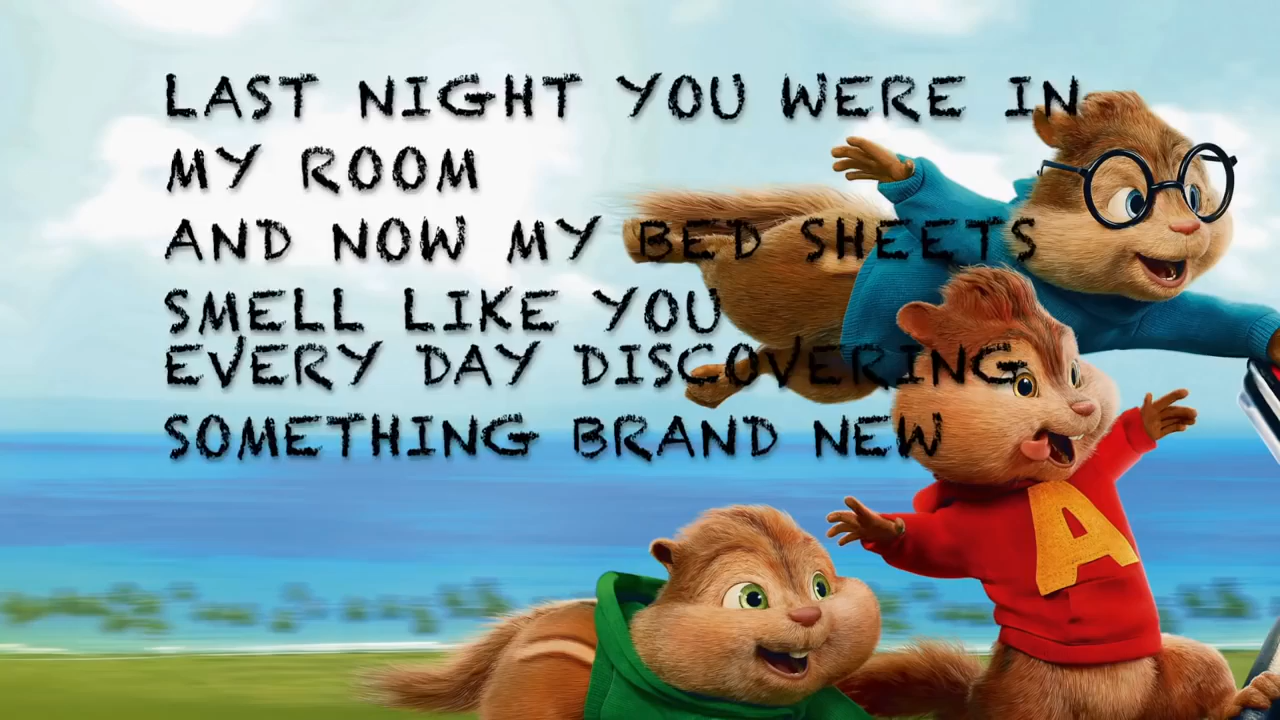 LAST NIGHT YOU WERE IN
MY ROOM
AND NOW MY BED SHEETS
SMELL LIKE YOU
EVERY DAY DISCOVERING
SOMETHING BRAND NEW
A